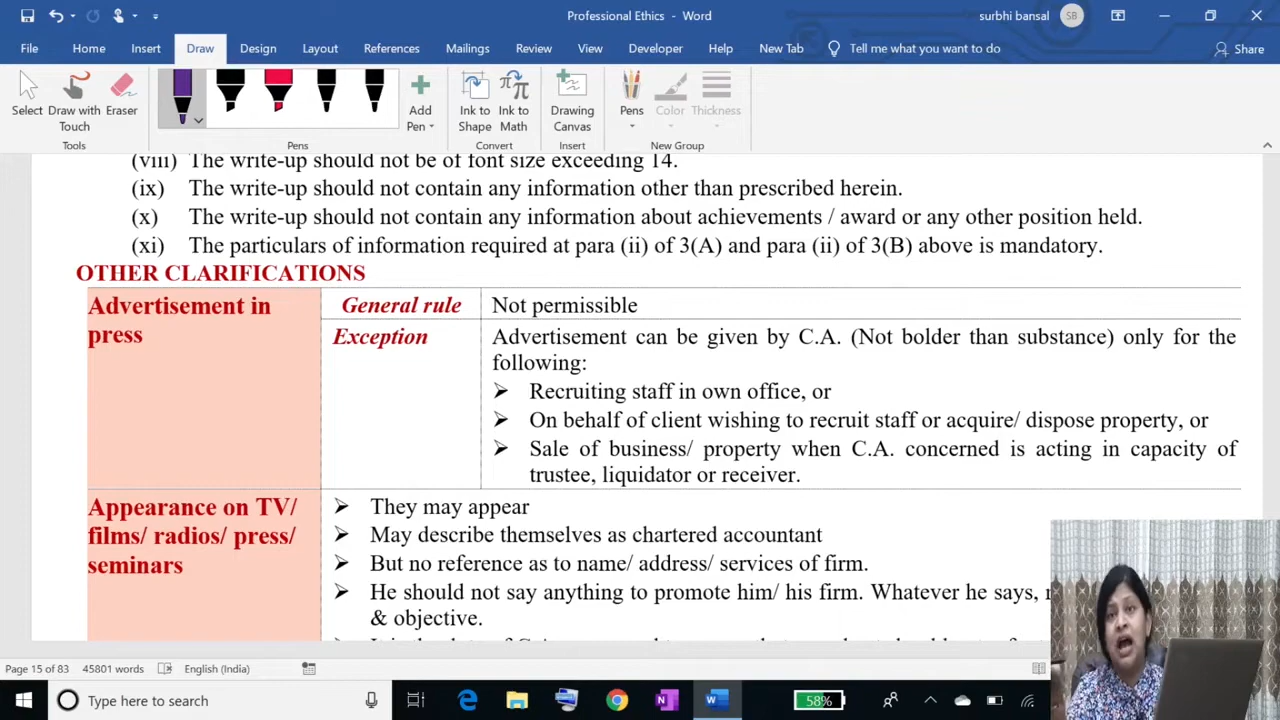 Professional Ethics - Word
surbhi bansal
SB
File
Home
Insert
Draw
Design
Layout
References
Mailings
Review
View
Developer
Help
New Tab
Tell me what you want to do
Share
Select
Draw with Touch
Eraser
Add Pen
Ink to Shape
Ink to Math
Drawing Canvas
Pens
Color
Thickness
Tools
Pens
Convert
Insert
New Group
(viii) The write-up should not be of font size exceeding 14.
(ix) The write-up should not contain any information other than prescribed herein.
(x) The write-up should not contain any information about achievements / award or any other position held.
(xi) The particulars of information required at para (ii) of 3(A) and para (ii) of 3(B) above is mandatory.
OTHER CLARIFICATIONS
Advertisement in
press
General rule
Not permissible
Exception
Advertisement can be given by C.A. (Not bolder than substance) only for the
following:
➢ Recruiting staff in own office, or
➢ On behalf of client wishing to recruit staff or acquire/ dispose property, or
➢ Sale of business/ property when C.A. concerned is acting in capacity of
trustee, liquidator or receiver.
Appearance on TV/
films/ radios/ press/
seminars
➢ They may appear
➢ May describe themselves as chartered accountant
➢ But no reference as to name/ address/ services of firm.
➢ He should not say anything to promote him/ his firm. Whatever he says,
& objective.
Page 15 of 83
45801 words
English (India)
Type here to search
58%